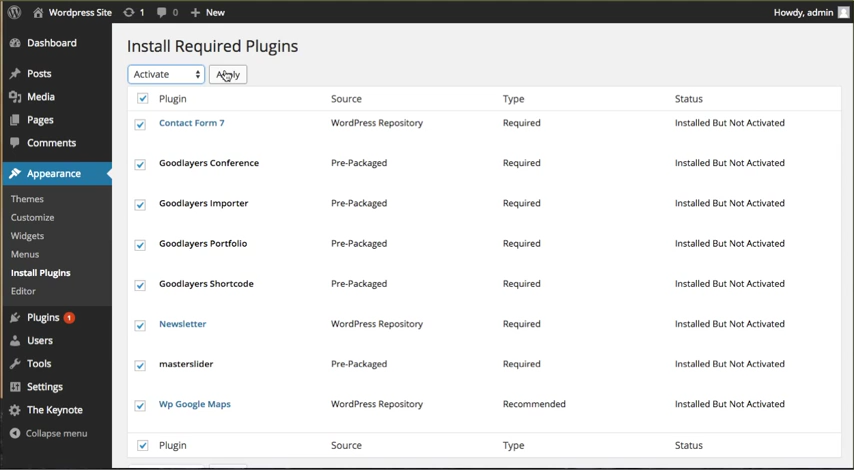 Wordpress Site 1 0 + New Howdy, admin
Dashboard
Posts
Media
Pages
Comments
Appearance
Themes
Customize
Widgets
Menus
Install Plugins
Editor
Plugins 1
Users
Tools
Settings
The Keynote
Collapse menu
Install Required Plugins
Activate Apply
Plugin Source Type Status
Contact Form 7 WordPress Repository Required Installed But Not Activated
Goodlayers Conference Pre-Packaged Required Installed But Not Activated
Goodlayers Importer Pre-Packaged Required Installed But Not Activated
Goodlayers Portfolio Pre-Packaged Required Installed But Not Activated
Goodlayers Shortcode Pre-Packaged Required Installed But Not Activated
Newsletter WordPress Repository Required Installed But Not Activated
masterslider Pre-Packaged Required Installed But Not Activated
Wp Google Maps WordPress Repository Recommended Installed But Not Activated
Plugin Source Type Status